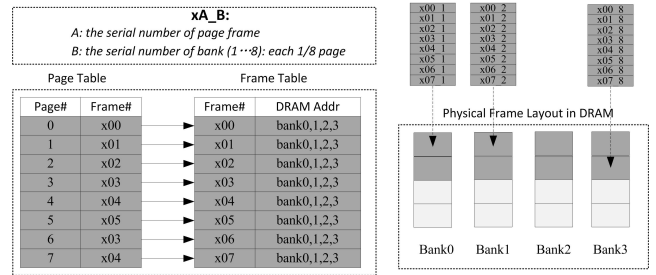 xA_B:
A: the serial number of page frame
B: the serial number of bank (1···8): each 1/8 page
Page Table
Frame Table
Page# Frame# Frame# DRAM Addr
0 x00 x00 bank0,1,2,3
1 x01 x01 bank0,1,2,3
2 x02 x02 bank0,1,2,3
3 x03 x03 bank0,1,2,3
4 x04 x04 bank0,1,2,3
5 x05 x05 bank0,1,2,3
6 x03 x06 bank0,1,2,3
7 x04 x07 bank0,1,2,3
x00_1 x00_2 x00_8
x01_1 x01_2 x01_8
x02_1 x02_2 x02_8
x03_1 x03_2 x03_8
x04_1 x04_2 x04_8
x05_1 x05_2 x05_8
x06_1 x06_2 x06_8
x07_1 x07_2 x07_8
Physical Frame Layout in DRAM
Bank0 Bank1 Bank2 Bank3